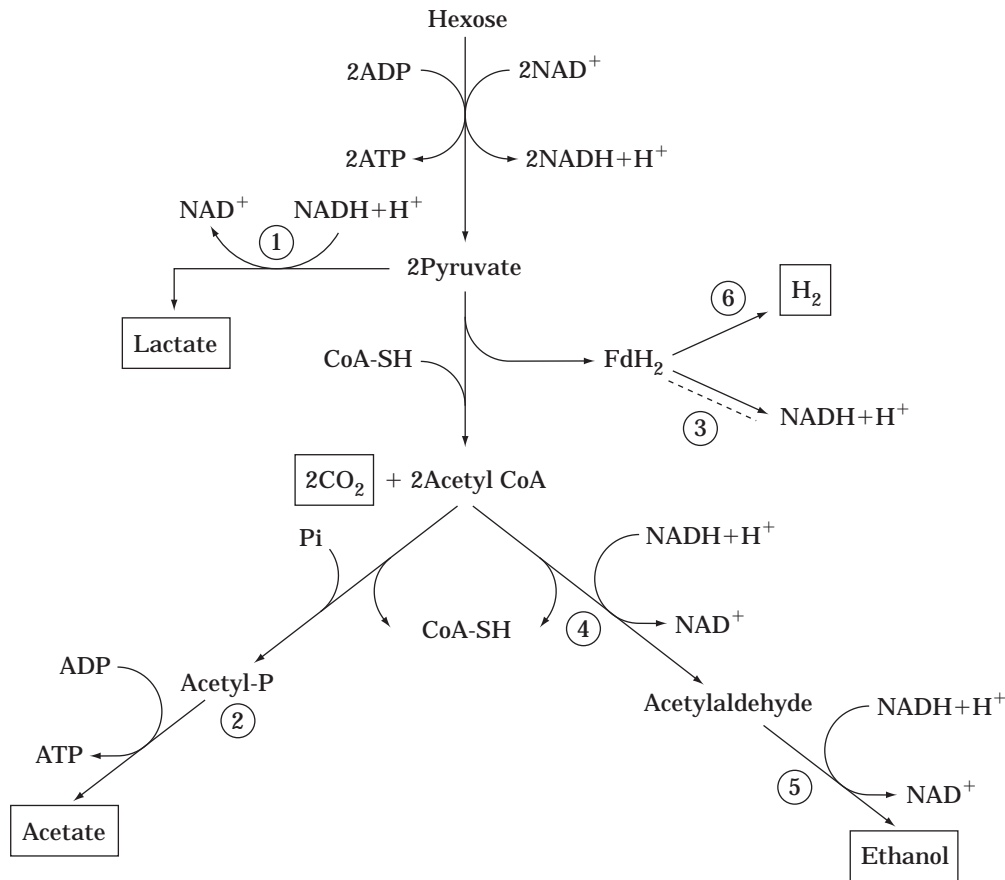 Hexose
2ADP
2NAD⁺
2ATP
2NADH+H⁺
NAD⁺
NADH+H⁺
1
2Pyruvate
6
H₂
Lactate
CoA-SH
FdH₂
NADH+H⁺
3
2CO₂ + 2Acetyl CoA
Pi
NADH+H⁺
CoA-SH
4
NAD⁺
ADP
Acetyl-P
2
Acetylaldehyde
NADH+H⁺
ATP
5
NAD⁺
Acetate
Ethanol